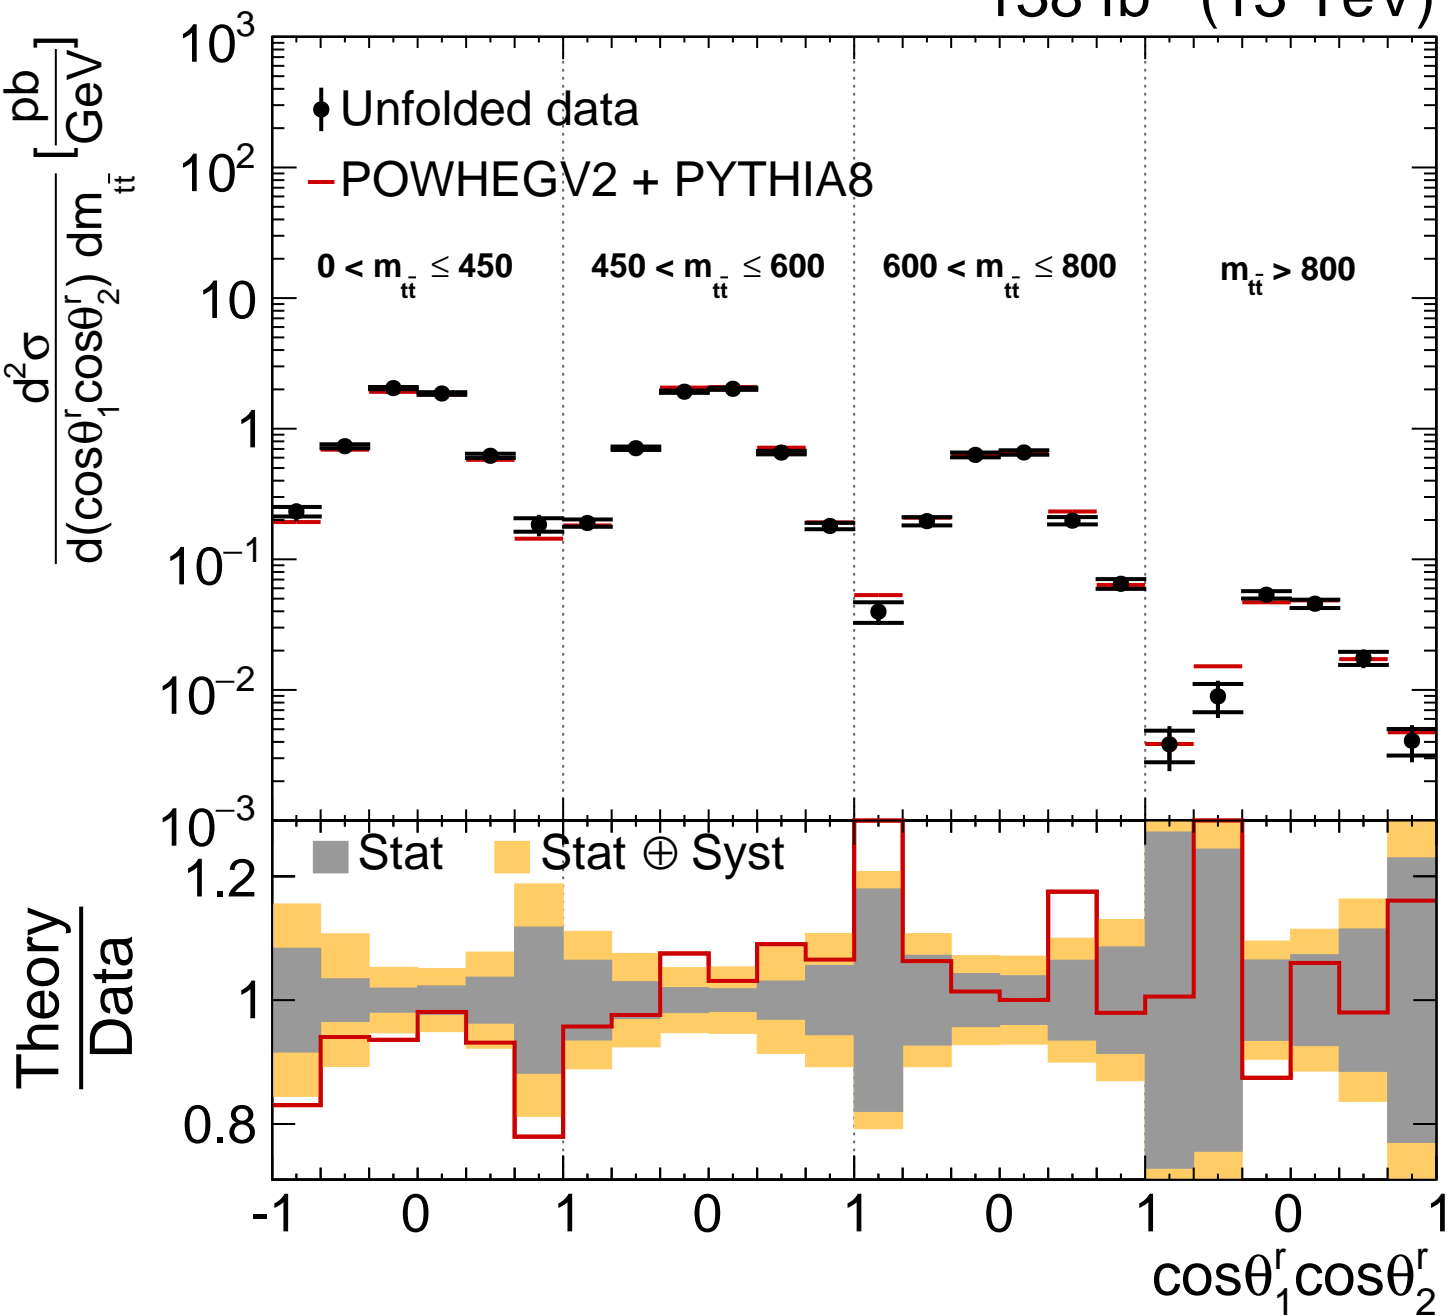 138 fb (13 TeV)
d²σ / d(cosθ₁ʳcosθ₂ʳ) dm_tt̄ [pb/GeV]
10³
Unfolded data
10²
POWHEGV2 + PYTHIA8
0 < m_tt̄ ≤ 450
450 < m_tt̄ ≤ 600
600 < m_tt̄ ≤ 800
m_tt̄ > 800
10
1
10⁻¹
10⁻²
10⁻³
Stat
Stat ⊕ Syst
Theory
Data
1.2
1
0.8
-1 0 1 0 1 0 1 0 1
cosθ₁ʳcosθ₂ʳ